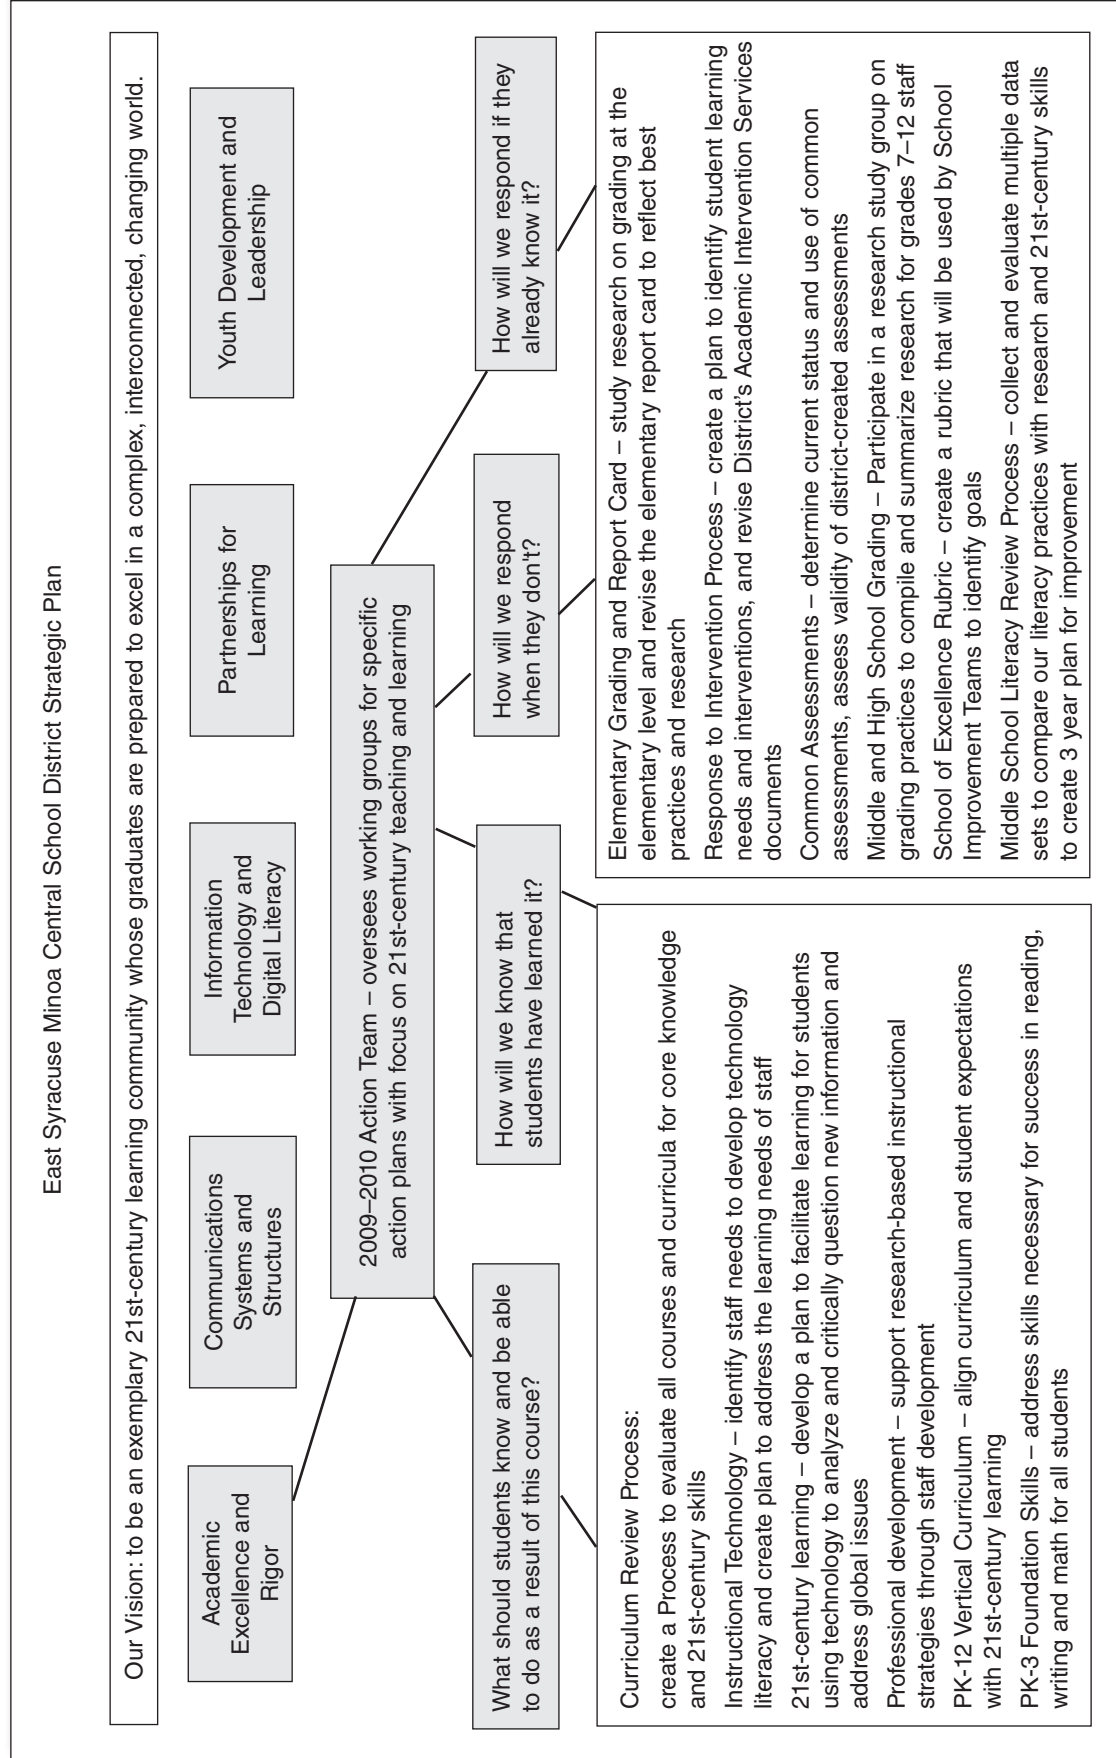 East Syracuse Minoa Central School District Strategic Plan
Our Vision: to be an exemplary 21st-century learning community whose graduates are prepared to excel in a complex, interconnected, changing world.
Academic
Excellence and
Rigor
Communications
Systems and
Structures
Information
Technology and
Digital Literacy
Partnerships for
Learning
Youth Development and
Leadership
2009–2010 Action Team – oversees working groups for specific
action plans with focus on 21st-century teaching and learning
What should students know and be able
to do as a result of this course?
How will we know that
students have learned it?
How will we respond
when they don't?
How will we respond if they
already know it?
Curriculum Review Process:
create a Process to evaluate all courses and curricula for core knowledge
and 21st-century skills
Instructional Technology – identify staff needs to develop technology
literacy and create plan to address the learning needs of staff
21st-century learning – develop a plan to facilitate learning for students
using technology to analyze and critically question new information and
address global issues
Professional development – support research-based instructional
strategies through staff development
PK-12 Vertical Curriculum – align curriculum and student expectations
with 21st-century learning
PK-3 Foundation Skills – address skills necessary for success in reading,
writing and math for all students
Elementary Grading and Report Card – study research on grading at the
elementary level and revise the elementary report card to reflect best
practices and research
Response to Intervention Process – create a plan to identify student learning
needs and interventions, and revise District's Academic Intervention Services
documents
Common Assessments – determine current status and use of common
assessments, assess validity of district-created assessments
Middle and High School Grading – Participate in a research study group on
grading practices to compile and summarize research for grades 7–12 staff
School of Excellence Rubric – create a rubric that will be used by School
Improvement Teams to identify goals
Middle School Literacy Review Process – collect and evaluate multiple data
sets to compare our literacy practices with research and 21st-century skills
to create 3 year plan for improvement